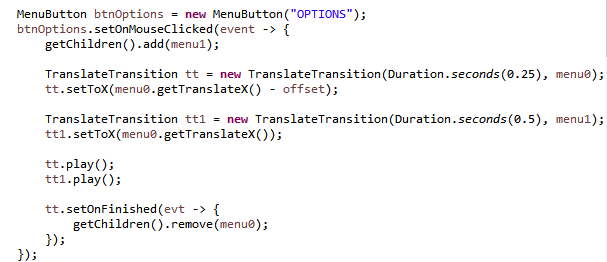 MenuButton btnOptions = new MenuButton("OPTIONS");
btnOptions.setOnMouseClicked(event -> {
    getChildren().add(menu1);

    TranslateTransition tt = new TranslateTransition(Duration.seconds(0.25), menu0);
    tt.setToX(menu0.getTranslateX() - offset);

    TranslateTransition tt1 = new TranslateTransition(Duration.seconds(0.5), menu1);
    tt1.setToX(menu0.getTranslateX());

    tt.play();
    tt1.play();

    tt.setOnFinished(evt -> {
        getChildren().remove(menu0);
    });
});